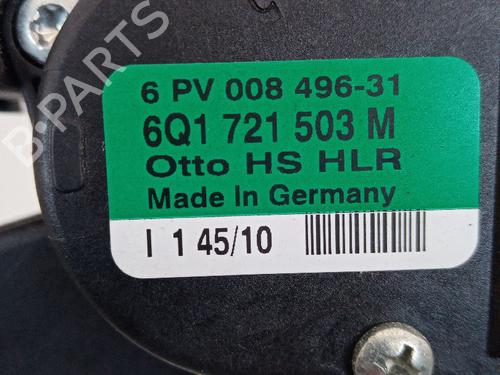 B-PARTS
6 PV 008 496-31
6Q1 721 503 M
Otto HS HLR
Made In Germany
I 1 45/10